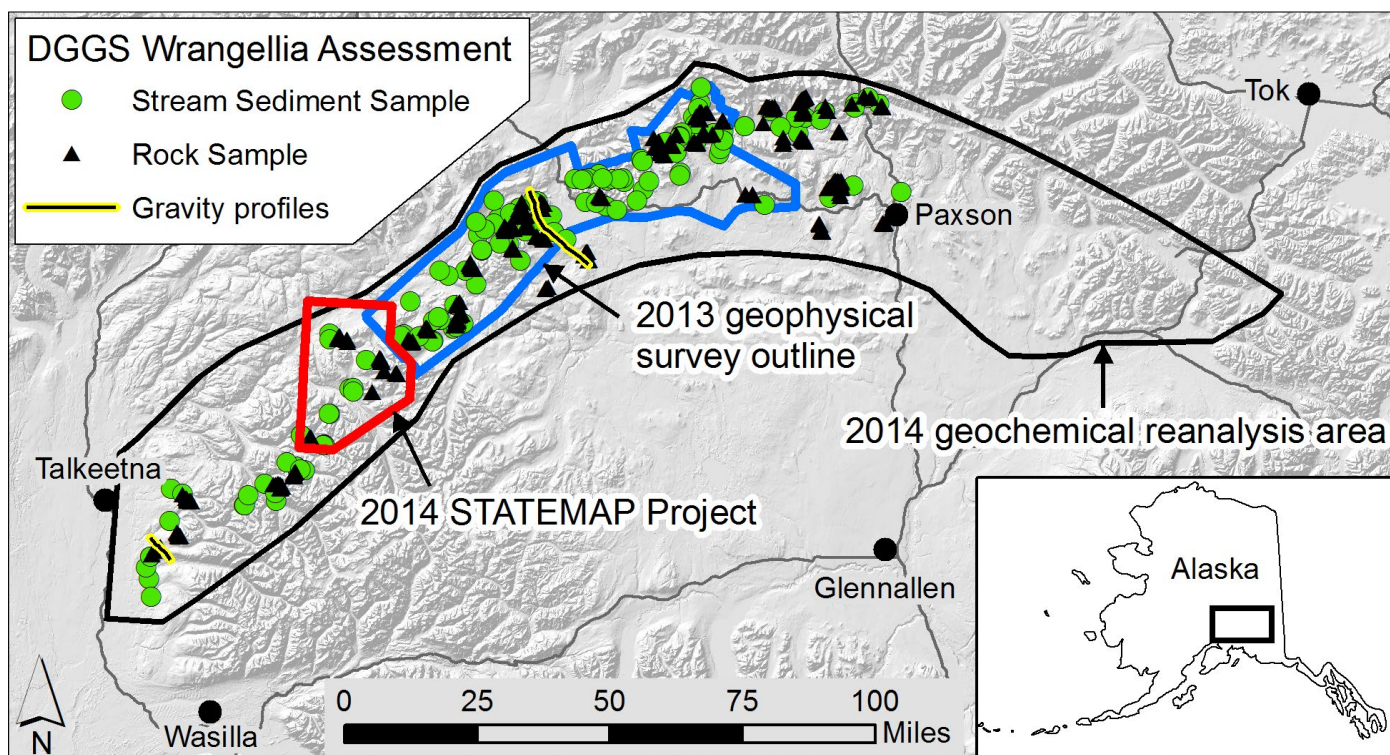 DGGS Wrangellia Assessment
Stream Sediment Sample
Rock Sample
Gravity profiles
Tok
Paxson
2013 geophysical
survey outline
2014 geochemical reanalysis area
Talkeetna
2014 STATEMAP Project
Glennallen
Alaska
0 25 50 75 100
Miles
Wasilla
N